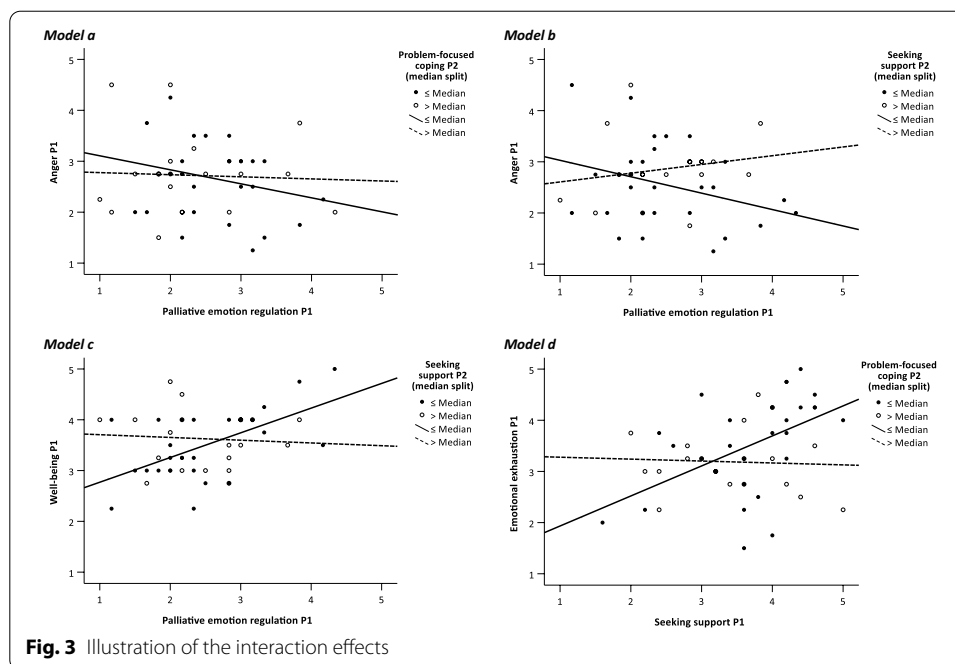 Model a
Problem-focused
coping P2
(median split)
≤ Median
> Median
≤ Median
> Median
Anger P1
5
4
3
2
1
1 2 3 4 5
Palliative emotion regulation P1
Model b
Seeking
support P2
(median split)
≤ Median
> Median
≤ Median
> Median
Anger P1
5
4
3
2
1
1 2 3 4 5
Palliative emotion regulation P1
Model c
Seeking
support P2
(median split)
≤ Median
> Median
≤ Median
> Median
Well-being P1
5
4
3
2
1
1 2 3 4 5
Palliative emotion regulation P1
Model d
Problem-focused
coping P2
(median split)
≤ Median
> Median
≤ Median
> Median
Emotional exhaustion P1
5
4
3
2
1
1 2 3 4 5
Seeking support P1
Fig. 3 Illustration of the interaction effects